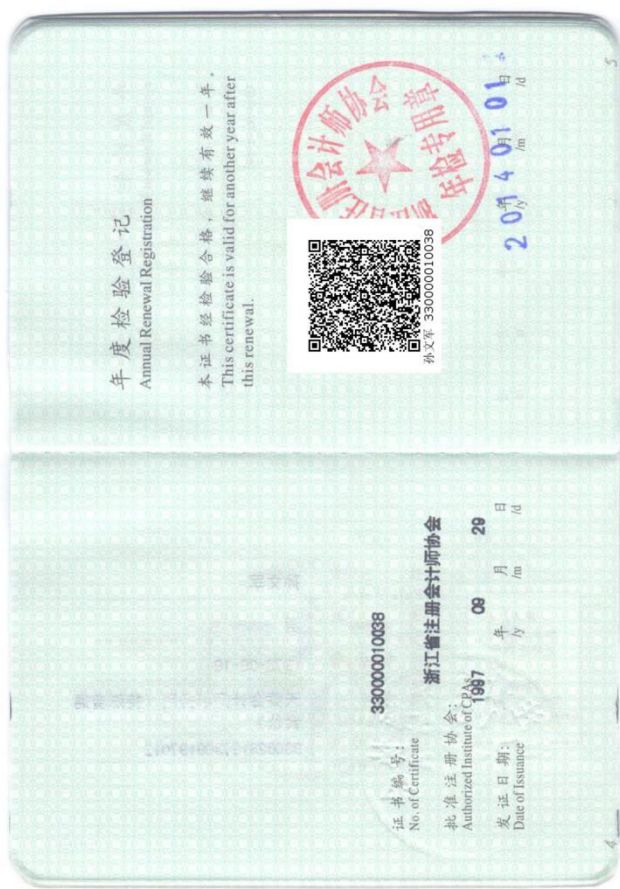 证书编号: 330000010038
No. of Certificate
批准注册协会: 浙江省注册会计师协会
Authorized Institute of CPAs
发证日期: 1997 年 09 月 29 日
Date of Issuance /y /m /d
4
年度检验登记
Annual Renewal Registration
本证书经检验合格，继续有效一年。
This certificate is valid for another year after
this renewal.
注册会计师协会
年检专用章
孙文军 330000010038
2014 年 01 月 01 日
/y /m /d
5